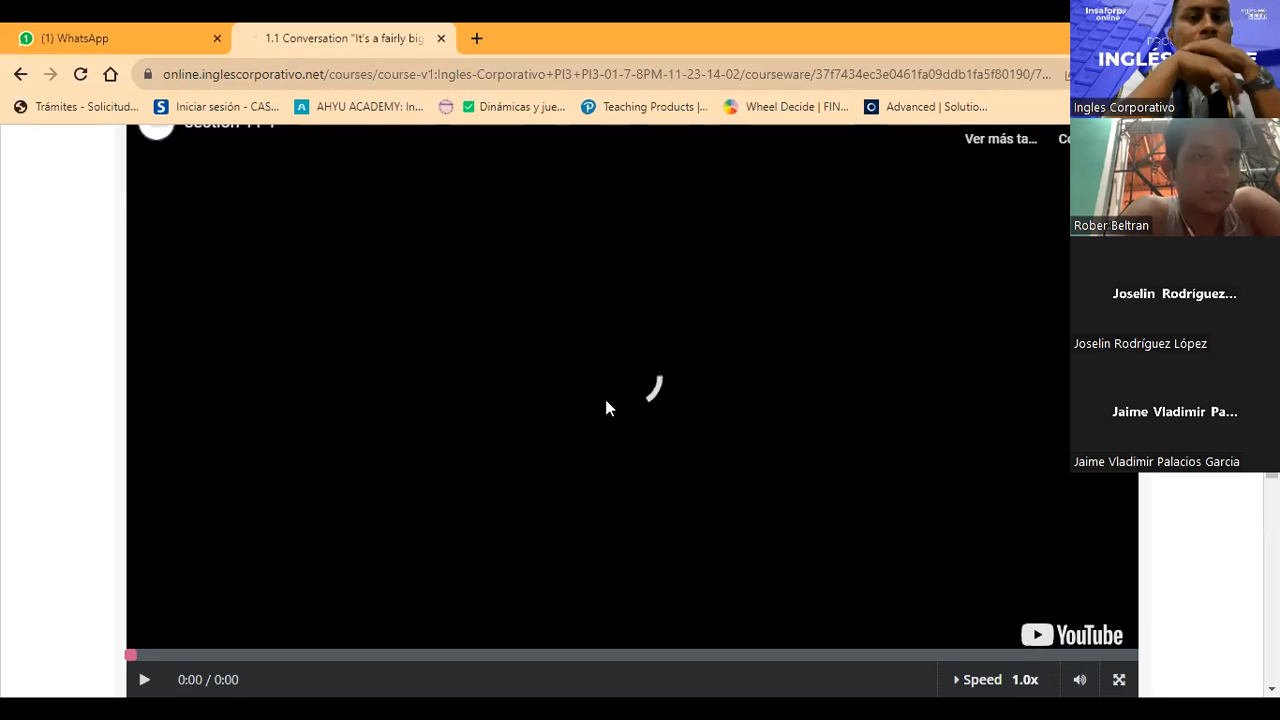 (1) WhatsApp
1.1 Conversation "It's a fairly big
online.inglescorporativo.net/courses/course-v1:Ingles-Corporativo+PI3+PI3-01-7-8PM-11-23-14-02/courseware/37f7434ec3e0461fa09ddb1fa5f80190/7...
Trámites - Solicitud...
Iniciar sesión - CAS...
AHYU ACADEMY: In...
Dinámicas y jue...
Teaching Products |...
Wheel Decide | FIN...
Advanced | Solutio...
Ver más ta...
YouTube
0:00 / 0:00
Speed 1.0x
Insaforp
online
INGLÉS
Ingles Corporativo
Rober Beltran
Joselin Rodríguez...
Joselin Rodríguez López
Jaime Vladimir Pa...
Jaime Vladimir Palacios Garcia